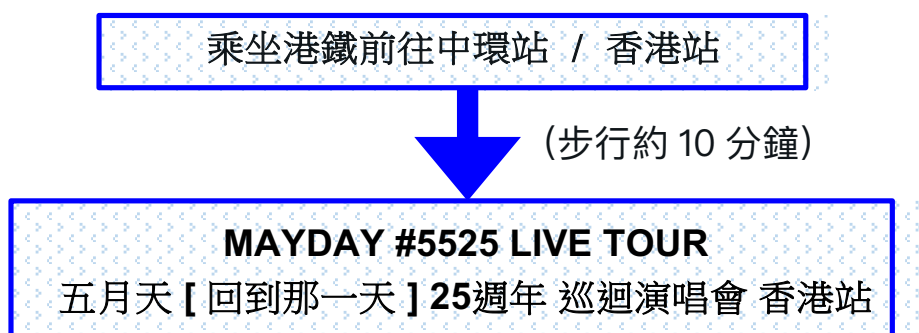 乘坐港鐵前往中環站 / 香港站
(步行約 10 分鐘)
MAYDAY #5525 LIVE TOUR
五月天 [ 回到那一天 ] 25週年 巡迴演唱會 香港站